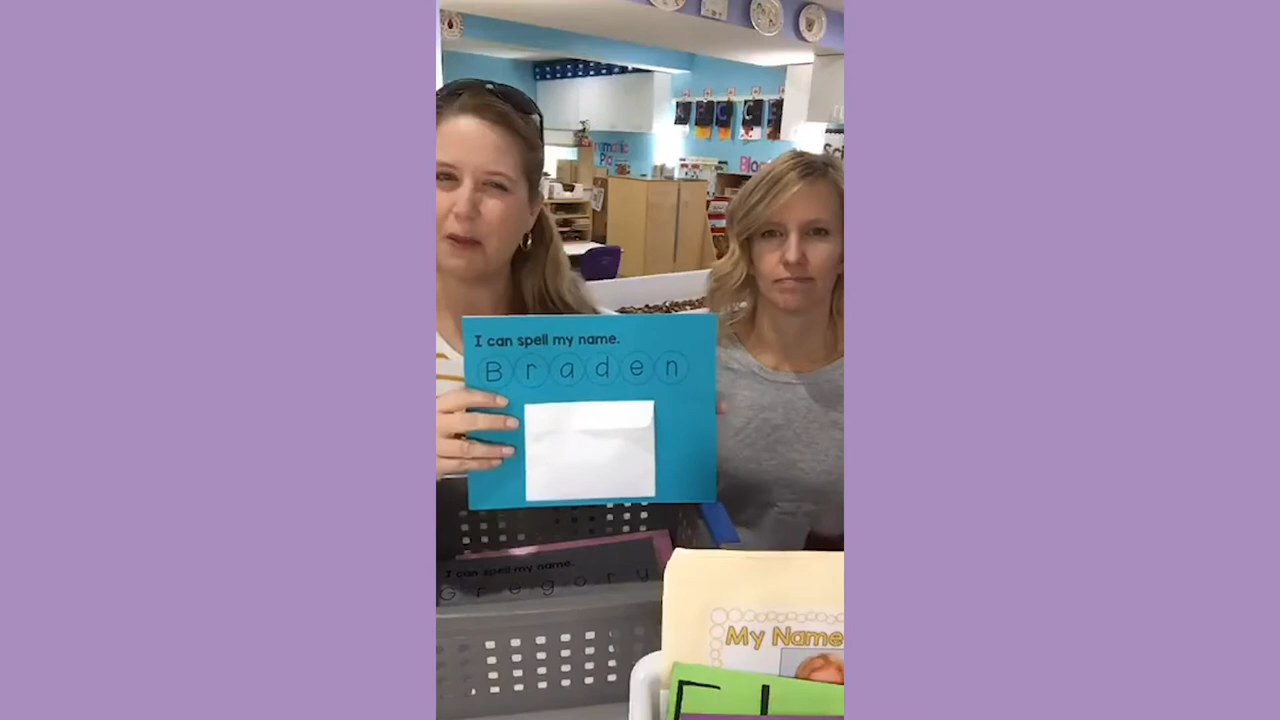 I can spell my name.
B r a d e n
I can spell my name.
G r e g o r y
My Name